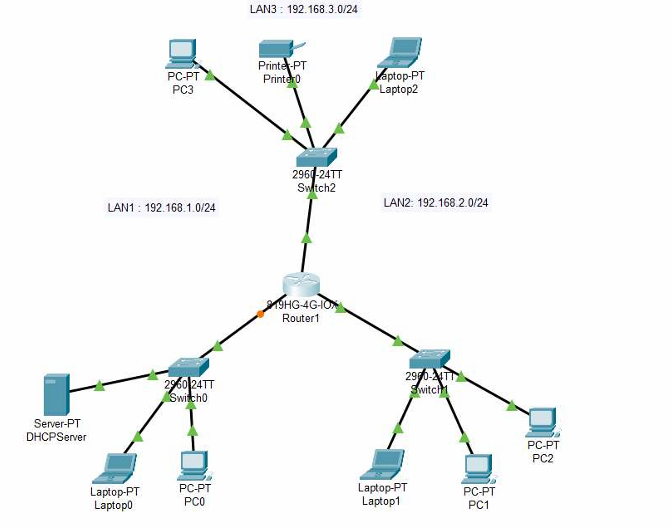 LAN3 : 192.168.3.0/24
PC-PT
PC3
Printer-PT
Printer0
Laptop-PT
Laptop2
2960-24TT
Switch2
LAN1 : 192.168.1.0/24
LAN2: 192.168.2.0/24
819HG-4G-IOX
Router1
2960-24TT
Switch0
2960-24TT
Switch1
Server-PT
DHCPServer
Laptop-PT
Laptop0
PC-PT
PC0
Laptop-PT
Laptop1
PC-PT
PC1
PC-PT
PC2